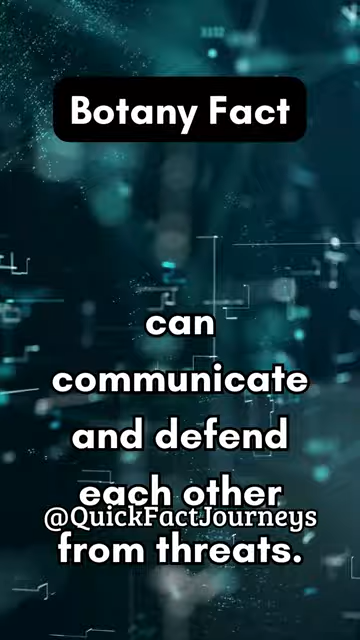 Botany Fact
can
communicate
and defend
each other
@QuickFactJourneys
from threats.